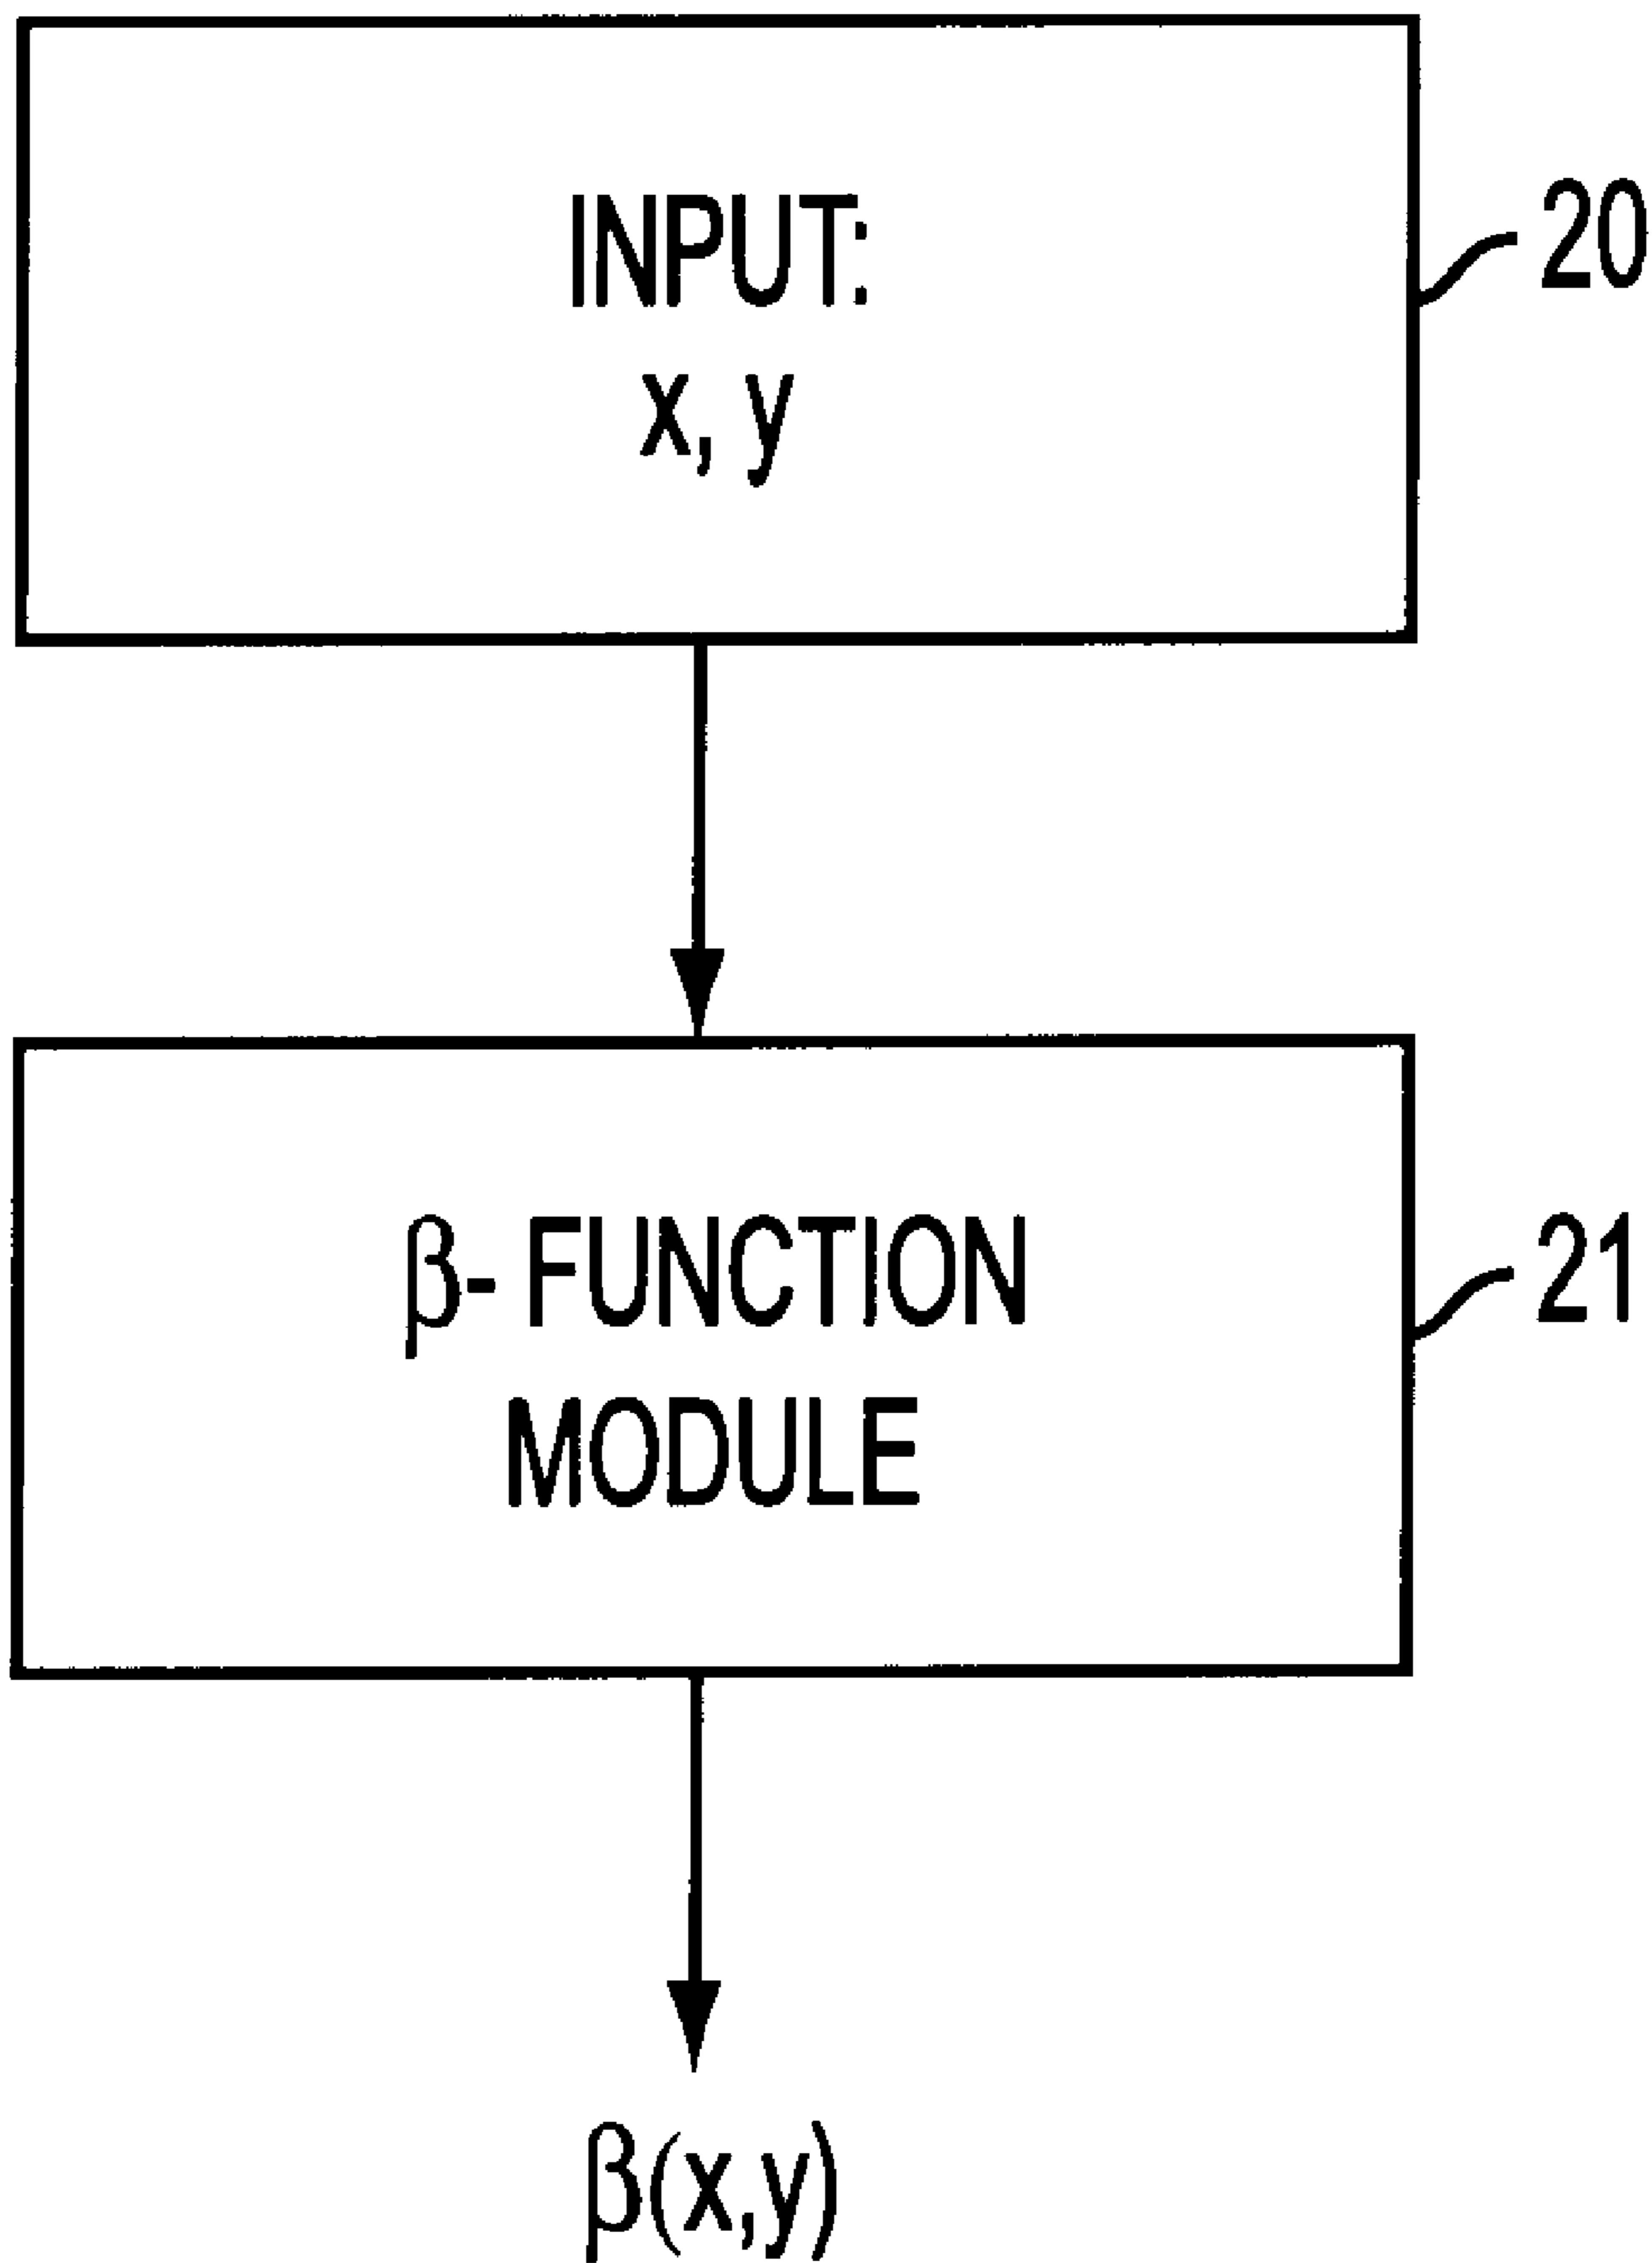 INPUT:
x, y
20
β- FUNCTION
MODULE
21
β(x,y)